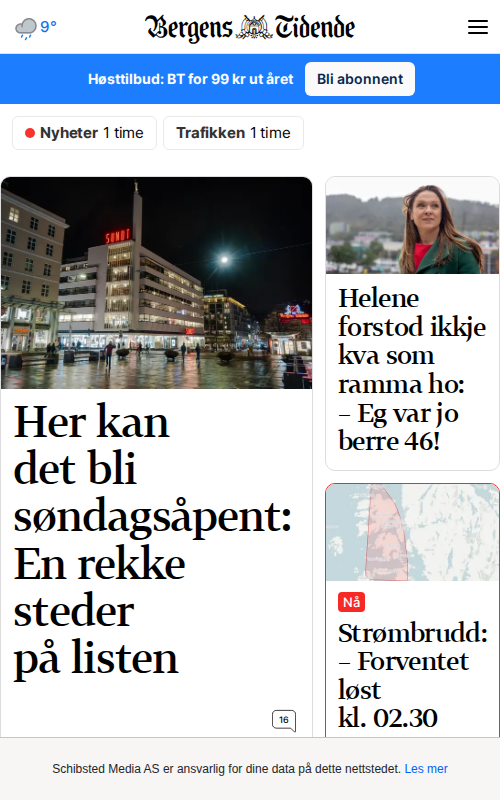 9°
Bergens Tidende
Høsttilbud: BT for 99 kr ut året
Bli abonnent
Nyheter 1 time
Trafikken 1 time
SUNDT
Her kan
det bli
søndagsåpent:
En rekke
steder
på listen
16
Helene
forstod ikkje
kva som
ramma ho:
– Eg var jo
berre 46!
Nå
Strømbrudd:
– Forventet
løst
kl. 02.30
Schibsted Media AS er ansvarlig for dine data på dette nettstedet. Les mer